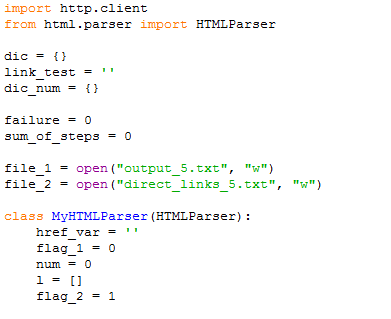 import http.client
from html.parser import HTMLParser

dic = {}
link_test = ''
dic_num = {}

failure = 0
sum_of_steps = 0

file_1 = open("output_5.txt", "w")
file_2 = open("direct_links_5.txt", "w")

class MyHTMLParser(HTMLParser):
    href_var = ''
    flag_1 = 0
    num = 0
    l = []
    flag_2 = 1